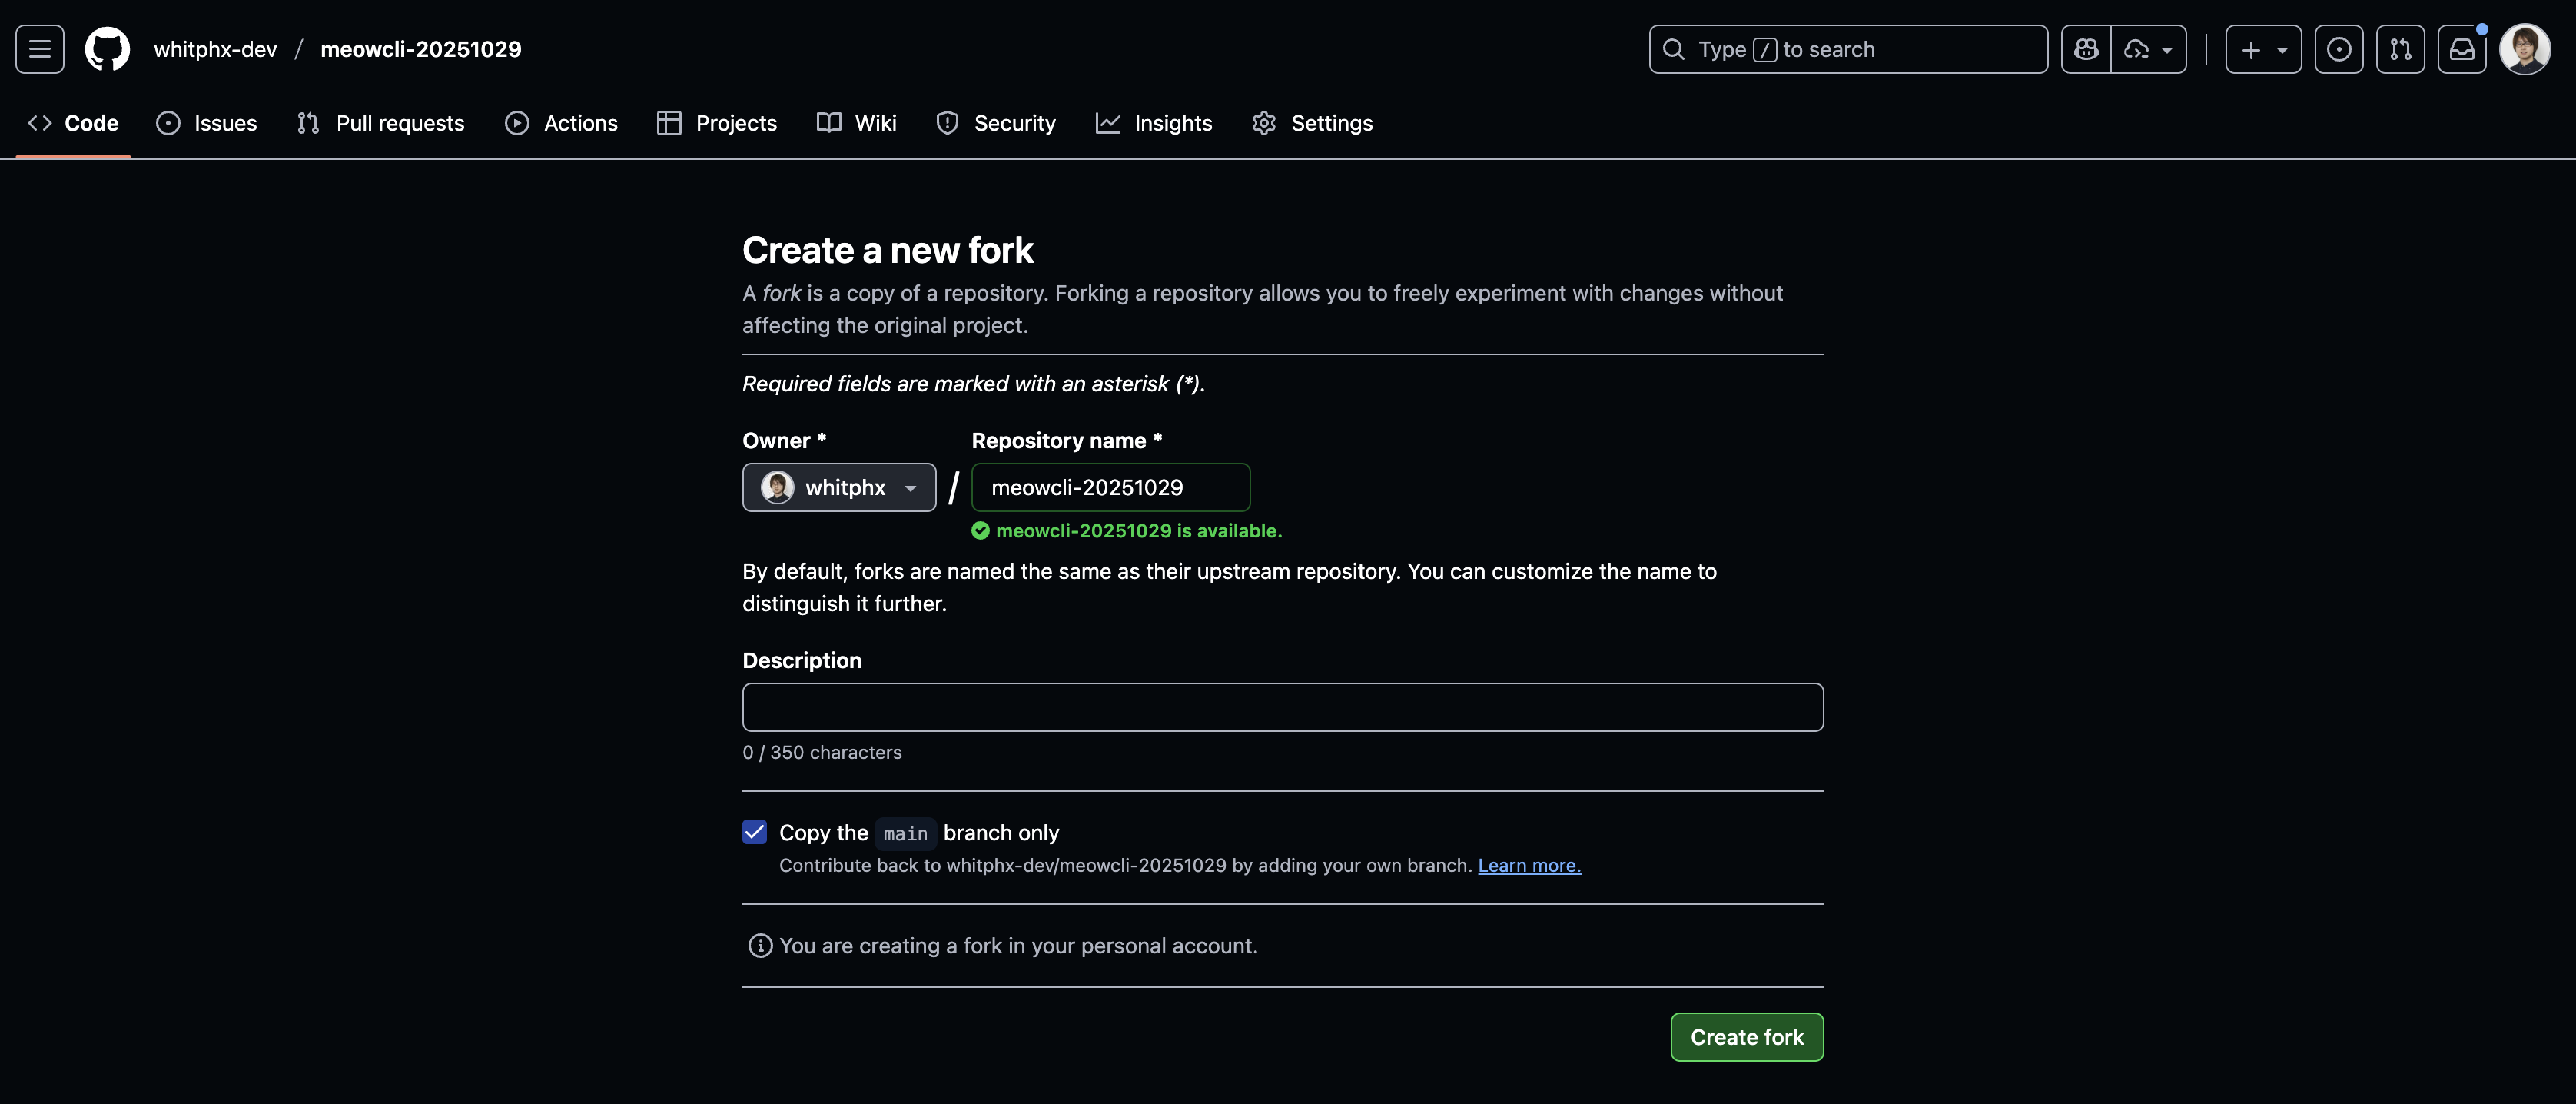 whitphx-dev / meowcli-20251029
Type / to search
Code Issues Pull requests Actions Projects Wiki Security Insights Settings
Create a new fork
A fork is a copy of a repository. Forking a repository allows you to freely experiment with changes without
affecting the original project.
Required fields are marked with an asterisk (*).
Owner * Repository name *
whitphx / meowcli-20251029
meowcli-20251029 is available.
By default, forks are named the same as their upstream repository. You can customize the name to
distinguish it further.
Description
0 / 350 characters
Copy the main branch only
Contribute back to whitphx-dev/meowcli-20251029 by adding your own branch. Learn more.
You are creating a fork in your personal account.
Create fork